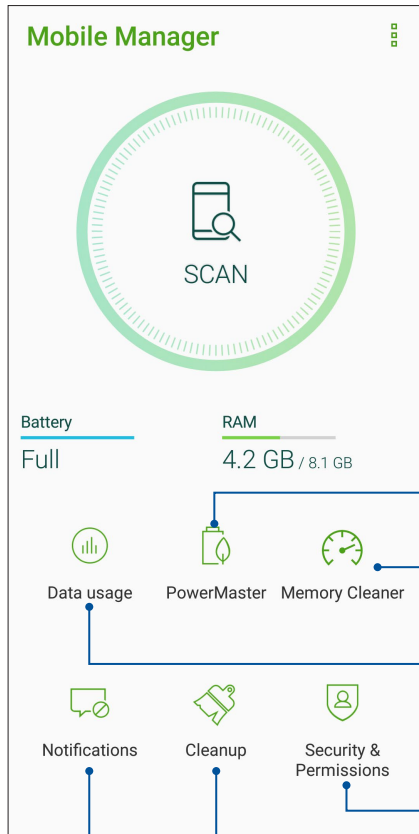 Mobile Manager
SCAN
Battery
RAM
Full
4.2 GB / 8.1 GB
Data usage
PowerMaster
Memory Cleaner
Notifications
Cleanup
Security &
Permissions